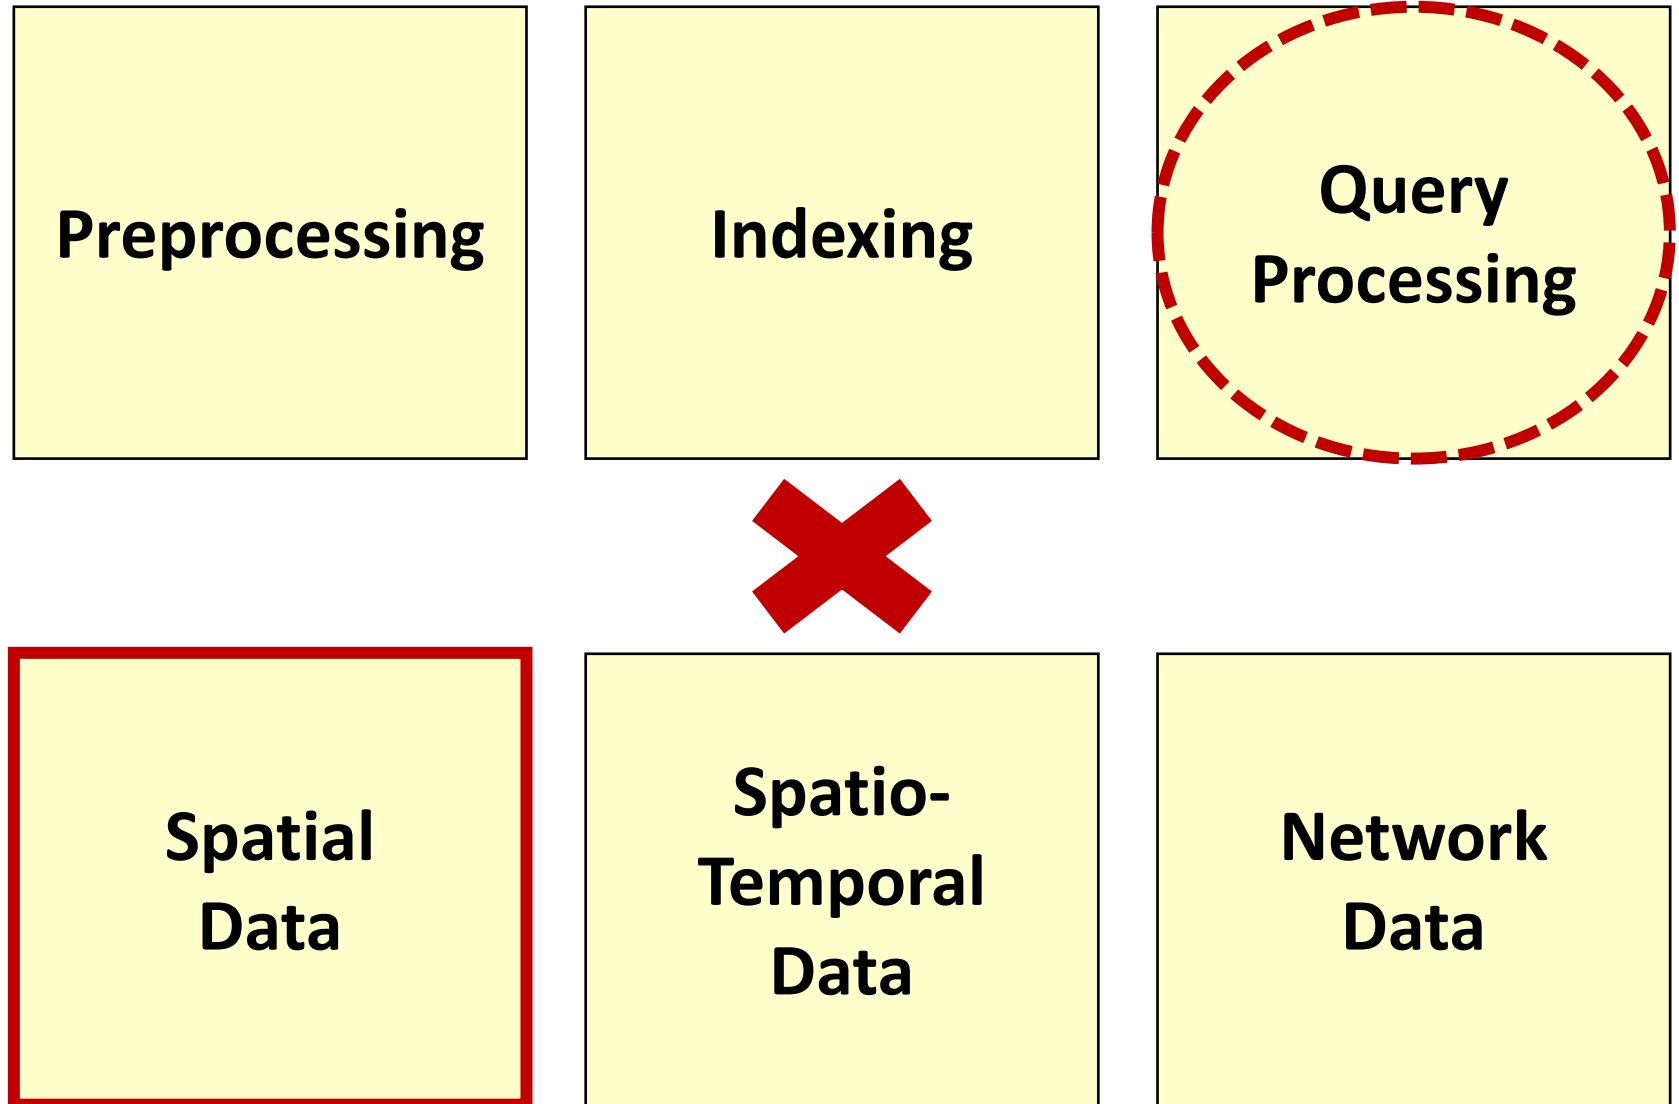 Preprocessing
Indexing
Query
Processing
Spatial
Data
Spatio-
Temporal
Data
Network
Data